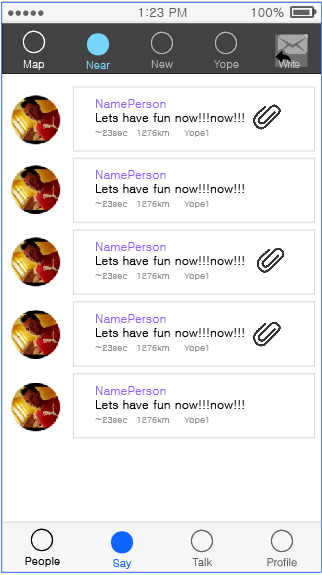 1:23 PM 100%
Map Near New Yope Write
NamePerson
Lets have fun now!!!now!!!
~23sec 1276km Yope1
NamePerson
Lets have fun now!!!now!!!
~23sec 1276km Yope1
NamePerson
Lets have fun now!!!now!!!
~23sec 1276km Yope1
NamePerson
Lets have fun now!!!now!!!
~23sec 1276km Yope1
NamePerson
Lets have fun now!!!now!!!
~23sec 1276km Yope1
People Say Talk Profile